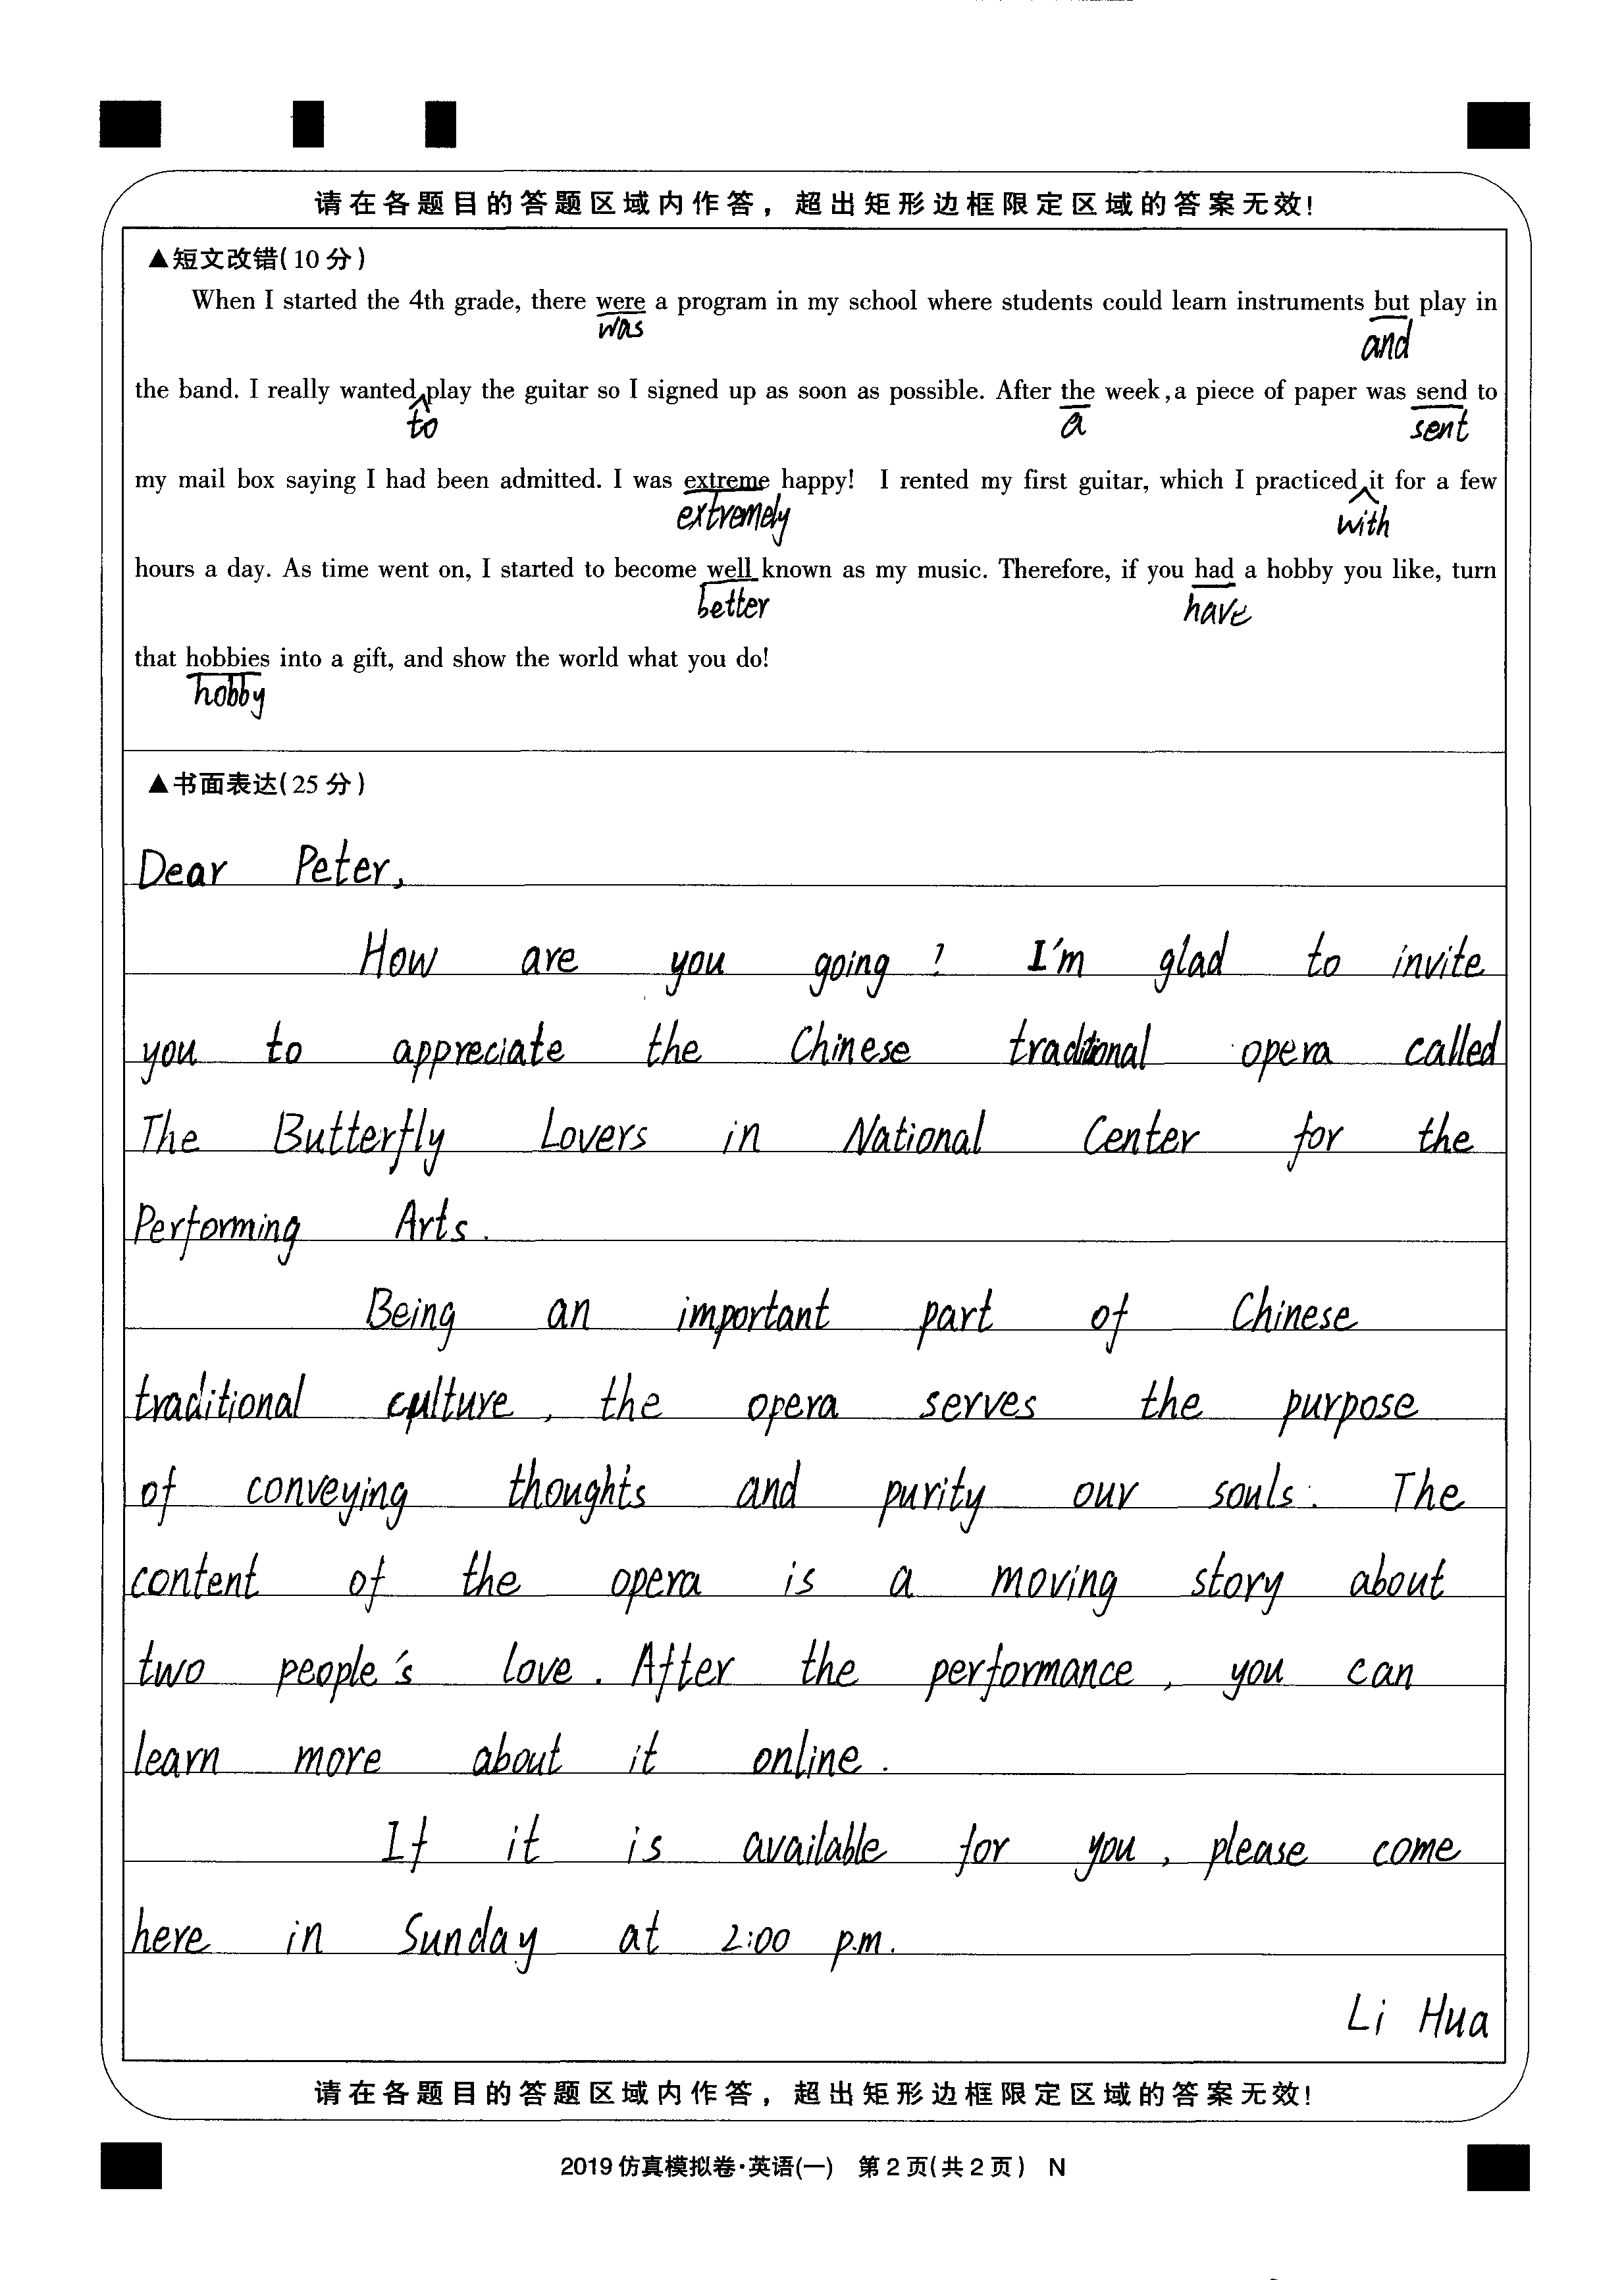 请在各题目的答题区域内作答，超出矩形边框限定区域的答案无效!
▲短文改错(10分)
When I started the 4th grade, there were a program in my school where students could learn instruments but play in
was
and
the band. I really wanted play the guitar so I signed up as soon as possible. After the week, a piece of paper was send to
to
a
sent
my mail box saying I had been admitted. I was extreme happy! I rented my first guitar, which I practiced it for a few
extremely
with
hours a day. As time went on, I started to become well known as my music. Therefore, if you had a hobby you like, turn
better
have
that hobbies into a gift, and show the world what you do!
hobby
▲书面表达(25分)
Dear Peter,
How are you going? I'm glad to invite
you to appreciate the Chinese traditional opera called
The Butterfly Lovers in National Center for the
Performing Arts.
Being an important part of Chinese
traditional culture, the opera serves the purpose
of conveying thoughts and purity our souls. The
content of the opera is a moving story about
two people's love. After the performance, you can
learn more about it online.
If it is available for you, please come
here in Sunday at 2:00 p.m.
Li Hua
请在各题目的答题区域内作答，超出矩形边框限定区域的答案无效!
2019仿真模拟卷·英语(一) 第2页(共2页) N